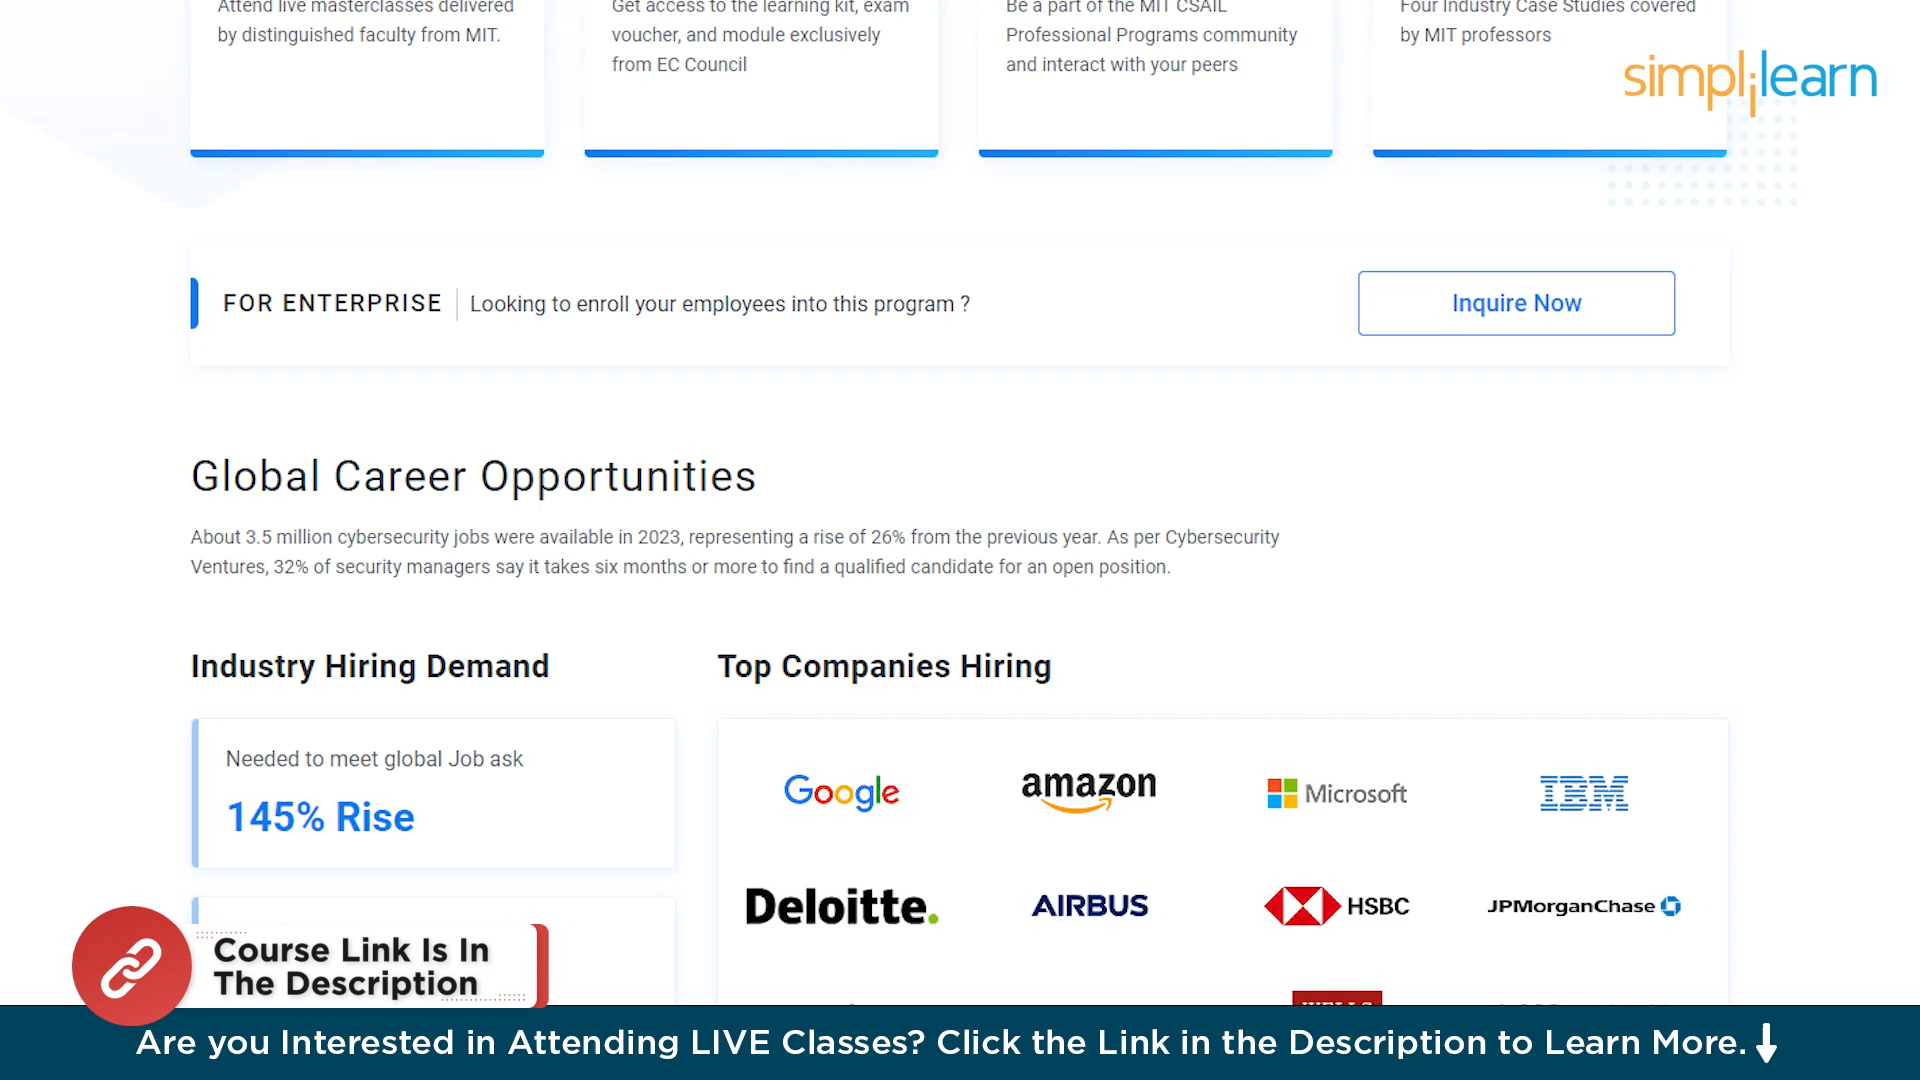 Attend live masterclasses delivered
by distinguished faculty from MIT.
Get access to the learning kit, exam
voucher, and module exclusively
from EC Council
Be a part of the MIT CSAIL
Professional Programs community
and interact with your peers
Four Industry Case Studies covered
by MIT professors
simplilearn
FOR ENTERPRISE
Looking to enroll your employees into this program ?
Inquire Now
Global Career Opportunities
About 3.5 million cybersecurity jobs were available in 2023, representing a rise of 26% from the previous year. As per Cybersecurity
Ventures, 32% of security managers say it takes six months or more to find a qualified candidate for an open position.
Industry Hiring Demand
Needed to meet global Job ask
145% Rise
Top Companies Hiring
Google
amazon
Microsoft
IBM
Deloitte.
AIRBUS
HSBC
JPMorganChase
WELLS
Course Link Is In
The Description
Are you Interested in Attending LIVE Classes? Click the Link in the Description to Learn More.